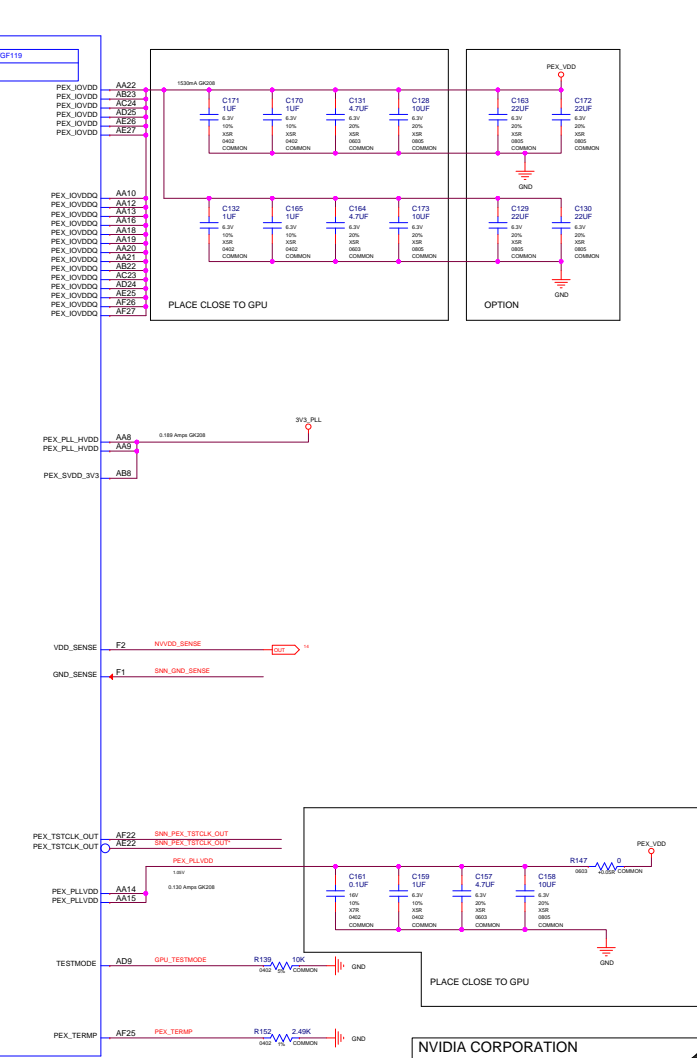 GF119
PEX_IOVDD AA22
PEX_IOVDD AB23
PEX_IOVDD AC24
PEX_IOVDD AD25
PEX_IOVDD AE26
PEX_IOVDD AE27
1530mA GK208
PEX_VDD
C171 C170 C131 C128 C163 C172
1UF 1UF 4.7UF 10UF 22UF 22UF
6.3V 6.3V 6.3V 6.3V 6.3V 6.3V
10% 10% 20% 20% 20% 20%
X5R X5R X5R X5R X5R X5R
0402 0402 0603 0805 0805 0805
COMMON COMMON COMMON COMMON COMMON COMMON
GND
PEX_IOVDDQ AA10
PEX_IOVDDQ AA12
PEX_IOVDDQ AA13
PEX_IOVDDQ AA16
PEX_IOVDDQ AA18
PEX_IOVDDQ AA19
PEX_IOVDDQ AA20
PEX_IOVDDQ AA21
PEX_IOVDDQ AB22
PEX_IOVDDQ AC23
PEX_IOVDDQ AD24
PEX_IOVDDQ AE25
PEX_IOVDDQ AF26
PEX_IOVDDQ AF27
C132 C165 C164 C173 C129 C130
1UF 1UF 4.7UF 10UF 22UF 22UF
6.3V 6.3V 6.3V 6.3V 6.3V 6.3V
10% 10% 20% 20% 20% 20%
X5R X5R X5R X5R X5R X5R
0402 0402 0603 0805 0805 0805
COMMON COMMON COMMON COMMON COMMON COMMON
GND
PLACE CLOSE TO GPU
OPTION
3V3_PLL
PEX_PLL_HVDD AA8 0.189 Amps GK208
PEX_PLL_HVDD AA9
PEX_SVDD_3V3 AB8
VDD_SENSE F2 NVVDD_SENSE OUT
GND_SENSE F1 SNN_GND_SENSE
PEX_TSTCLK_OUT AF22 SNN_PEX_TSTCLK_OUT
PEX_TSTCLK_OUT AE22 SNN_PEX_TSTCLK_OUT*
PEX_PLLVDD
1.05V
PEX_PLLVDD AA14 0.130 Amps GK208
PEX_PLLVDD AA15
PEX_VDD
R147 0
0603 +0.05R COMMON
C161 C159 C157 C158
0.1UF 1UF 4.7UF 10UF
16V 6.3V 6.3V 6.3V
10% 10% 20% 20%
X7R X5R X5R X5R
0402 0402 0603 0805
COMMON COMMON COMMON COMMON
GND
PLACE CLOSE TO GPU
TESTMODE AD9 GPU_TESTMODE R139 10K GND
0402 COMMON
PEX_TERMP AF25 PEX_TERMP R152 2.49K GND
0402 1% COMMON
NVIDIA CORPORATION